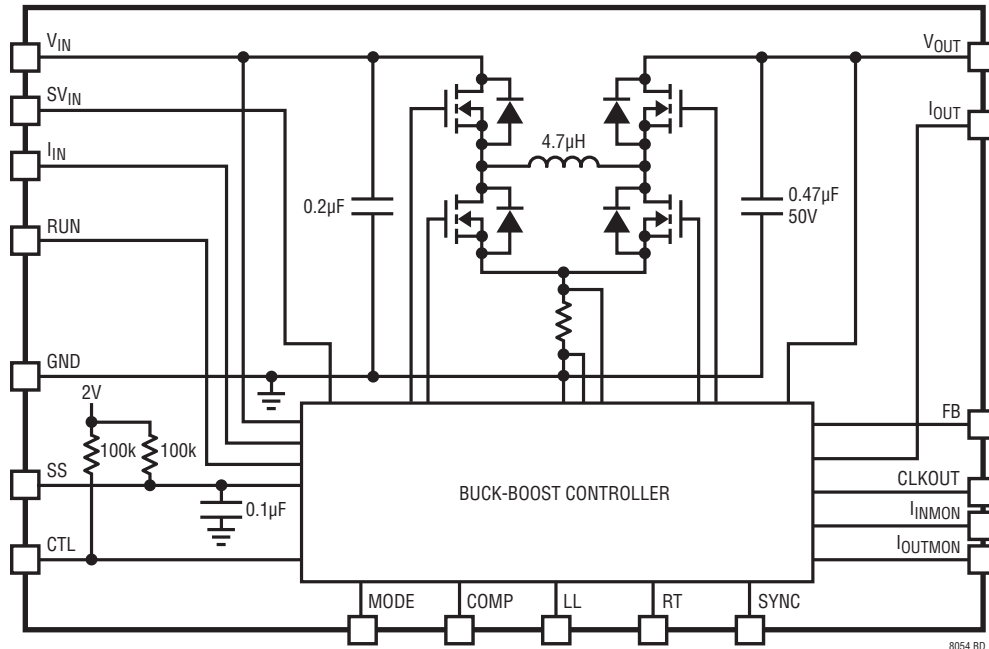 VIN
SVIN
IIN
RUN
GND
2V
100k
100k
SS
0.1µF
CTL
0.2µF
4.7µH
0.47µF
50V
VOUT
IOUT
BUCK-BOOST CONTROLLER
FB
CLKOUT
IINMON
IOUTMON
MODE
COMP
LL
RT
SYNC
8054 BD